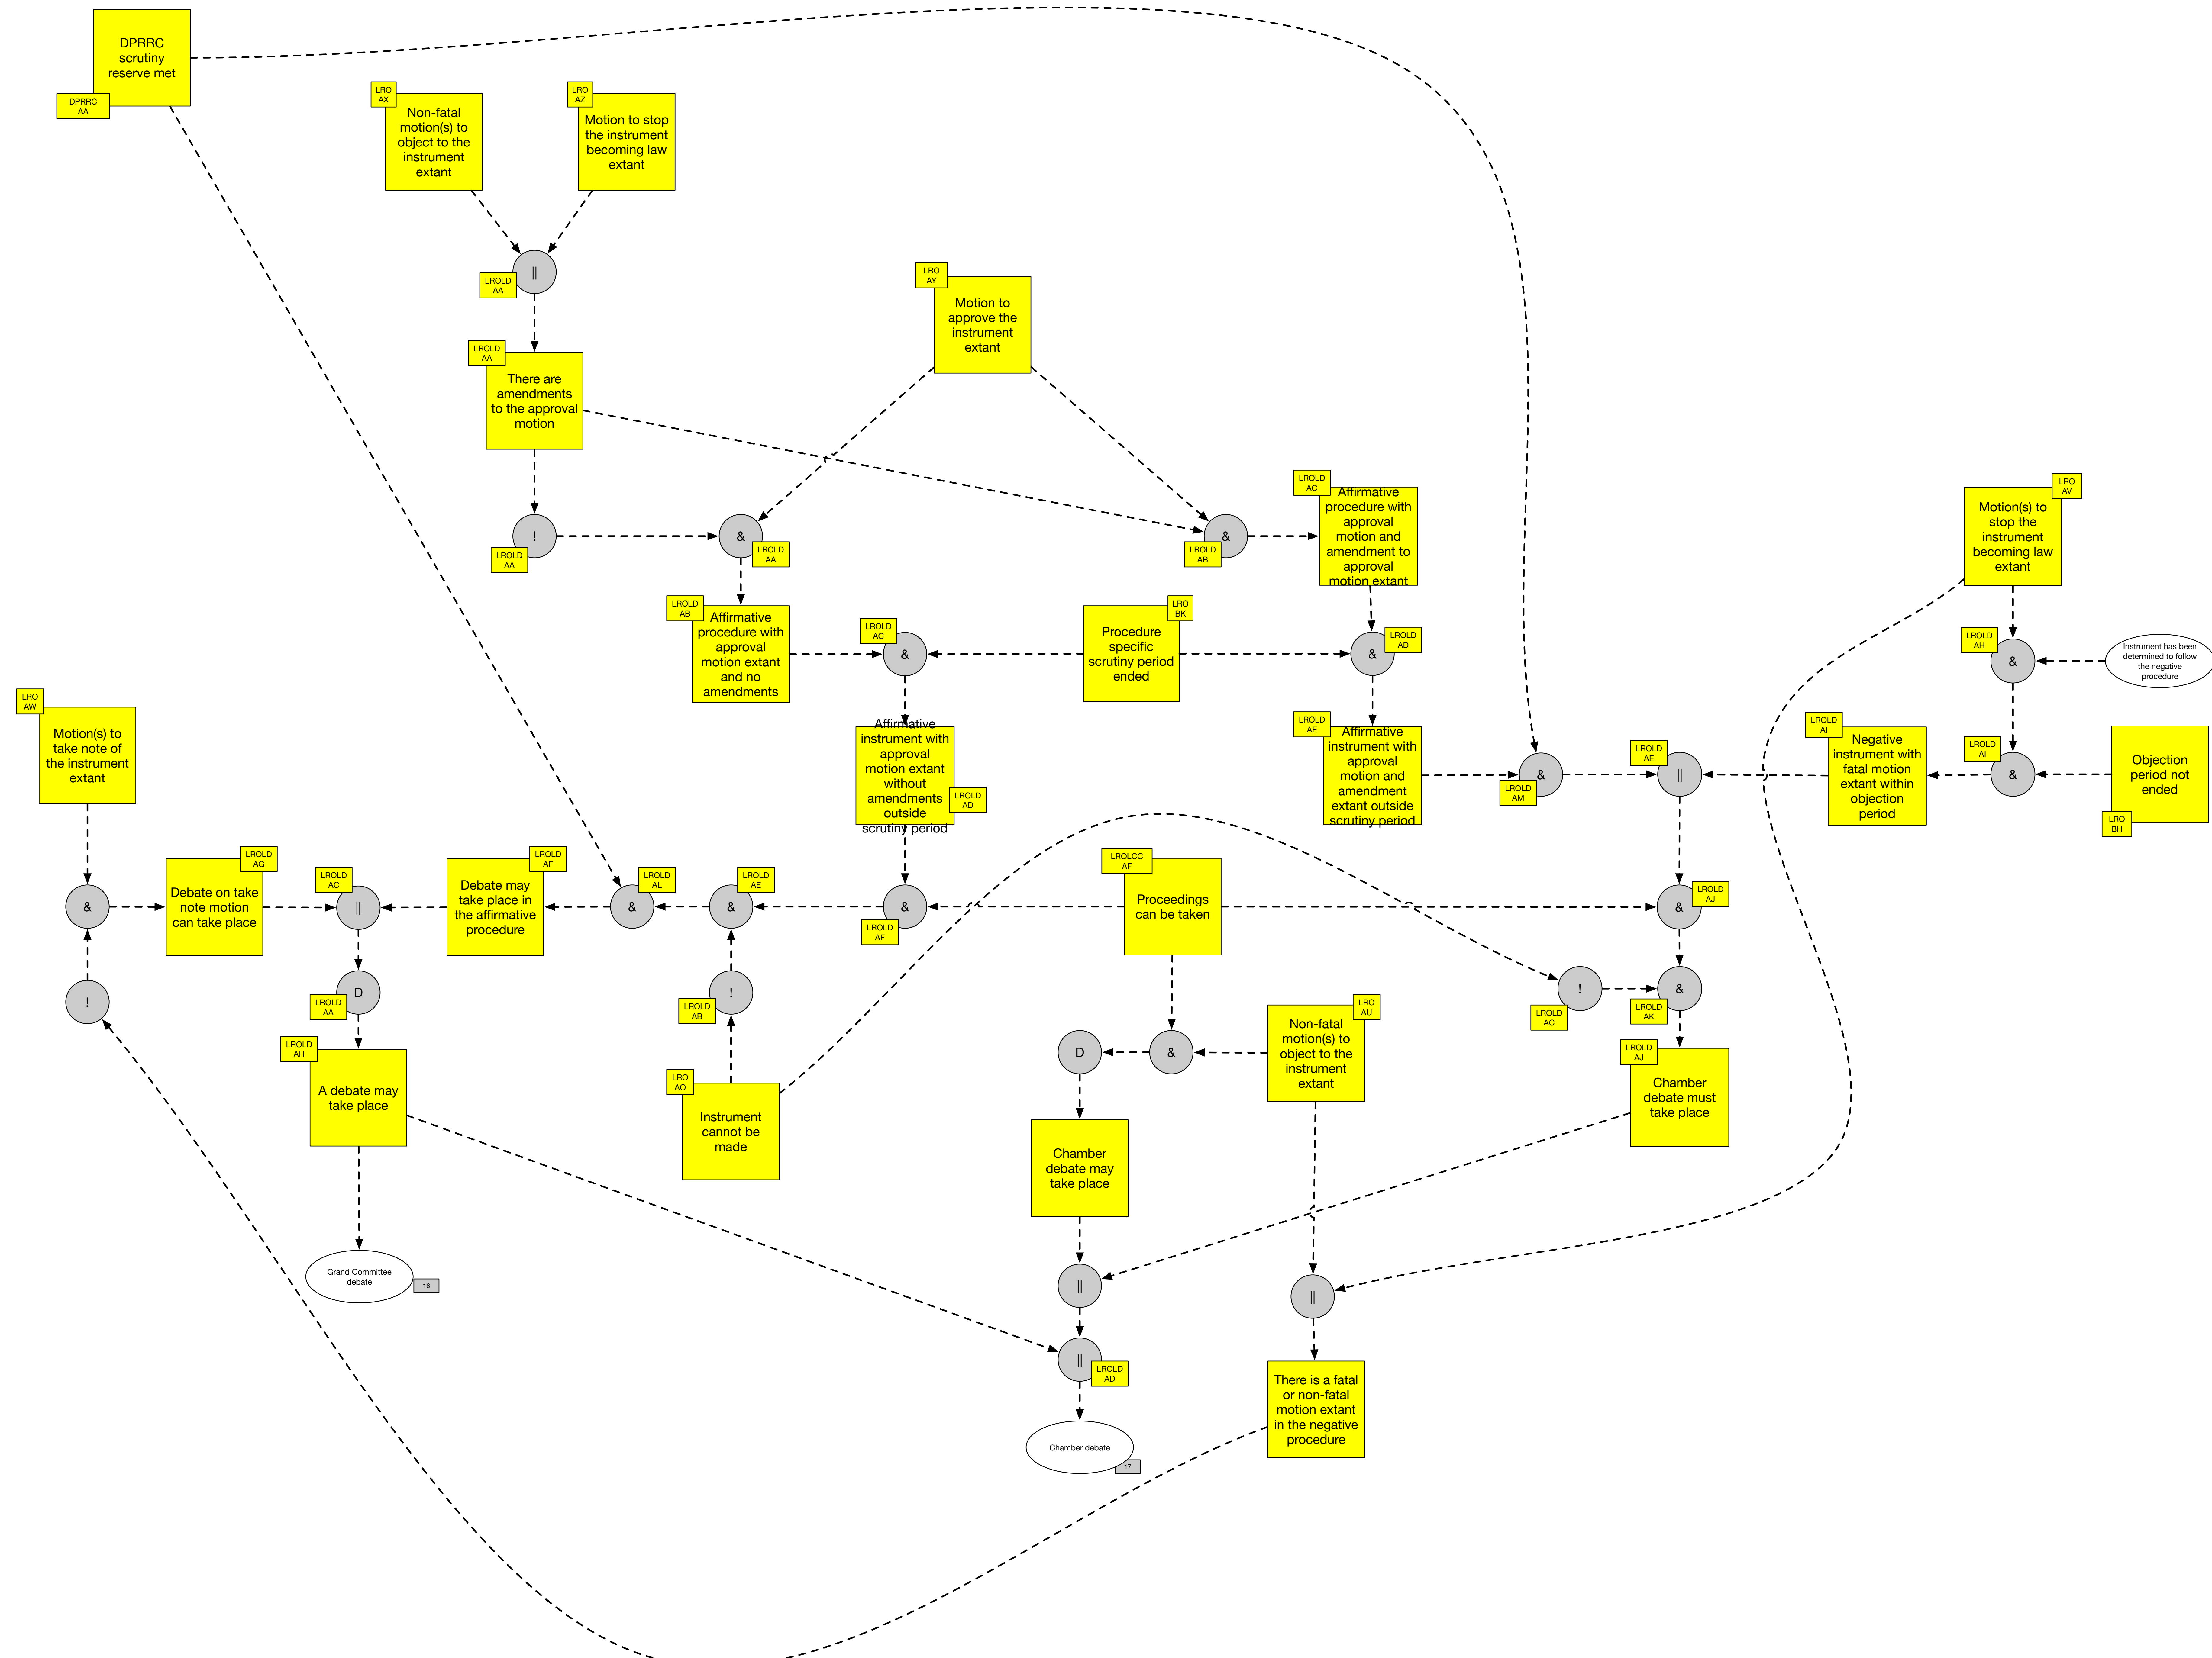 DPRRC
scrutiny
reserve met
DPRRC
AA
LRO
AX
Non-fatal
motion(s) to
object to the
instrument
extant
LRO
AZ
Motion to stop
the instrument
becoming law
extant
||
LROLD
AA
LRO
AY
Motion to
approve the
instrument
extant
LROLD
AA
There are
amendments
to the approval
motion
!
LROLD
AA
&
LROLD
AA
&
LROLD
AB
LROLD
AC
Affirmative
procedure with
approval
motion and
amendment to
approval
motion extant
LRO
AV
Motion(s) to
stop the
instrument
becoming law
extant
LROLD
AB
Affirmative
procedure with
approval
motion extant
and no
amendments
LROLD
AC
&
LRO
BK
Procedure
specific
scrutiny period
ended
&
LROLD
AD
LROLD
AH
&
Instrument has been
determined to follow
the negative
procedure
LRO
AW
Motion(s) to
take note of
the instrument
extant
Affirmative
instrument with
approval
motion extant
without
amendments
outside
scrutiny period
LROLD
AD
LROLD
AE
Affirmative
instrument with
approval
motion and
amendment
extant outside
scrutiny period
&
LROLD
AM
LROLD
AE
||
LROLD
AI
Negative
instrument with
fatal motion
extant within
objection
period
LROLD
AI
&
Objection
period not
ended
LRO
BH
&
LROLD
AG
Debate on take
note motion
can take place
LROLD
AC
||
LROLD
AF
Debate may
take place in
the affirmative
procedure
&
LROLD
AL
&
LROLD
AE
&
LROLD
AF
LROLCC
AF
Proceedings
can be taken
&
LROLD
AJ
!
D
LROLD
AA
!
LROLD
AB
!
LROLD
AC
&
LROLD
AK
LROLD
AH
A debate may
take place
LRO
AO
Instrument
cannot be
made
D
&
LRO
AU
Non-fatal
motion(s) to
object to the
instrument
extant
LROLD
AJ
Chamber
debate must
take place
Chamber
debate may
take place
Grand Committee
debate
16
||
||
||
LROLD
AD
There is a fatal
or non-fatal
motion extant
in the negative
procedure
Chamber debate
17